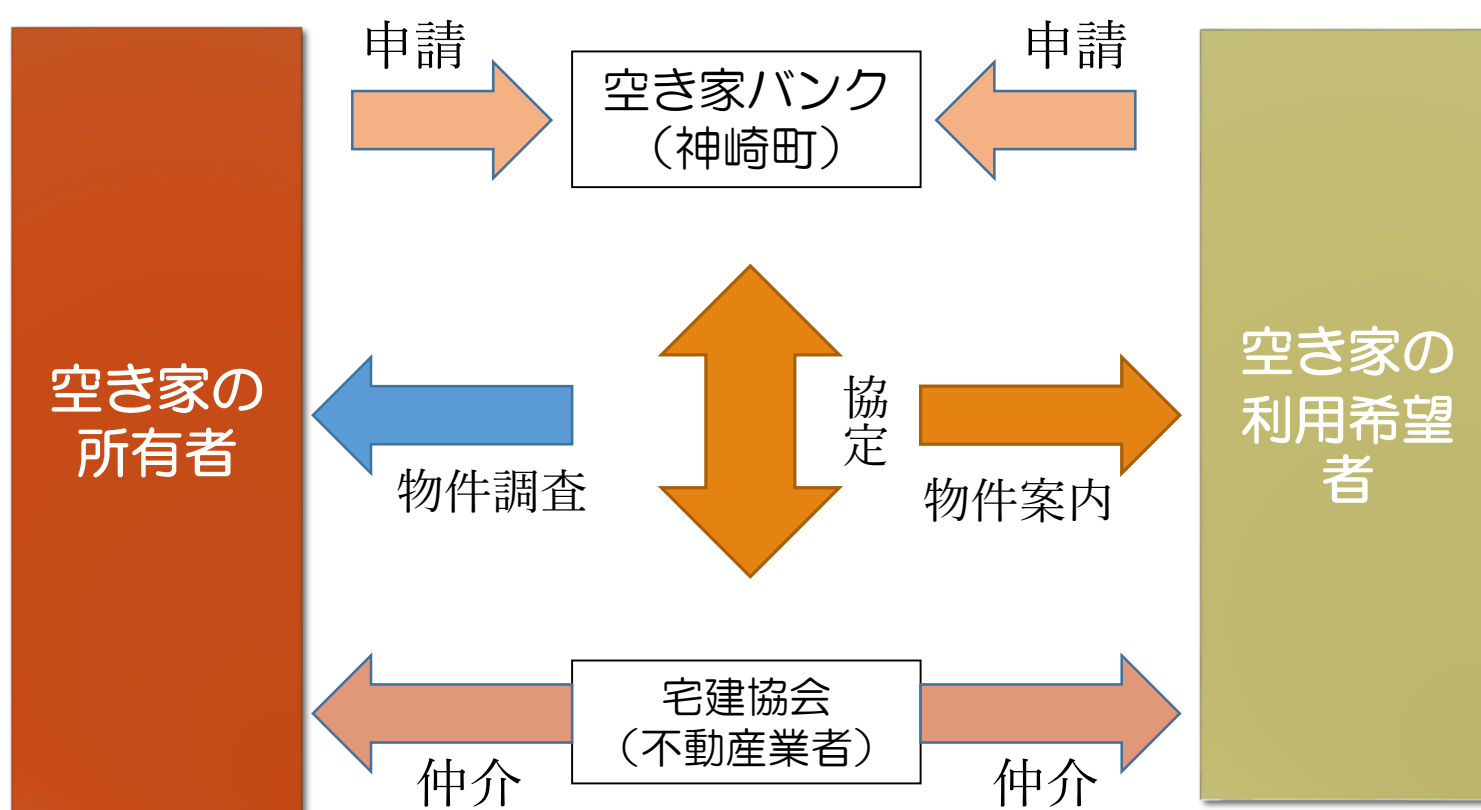 申請
空き家バンク
（神崎町）
申請
空き家の
所有者
物件調査
協定
物件案内
空き家の
利用希望
者
仲介
宅建協会
（不動産業者）
仲介